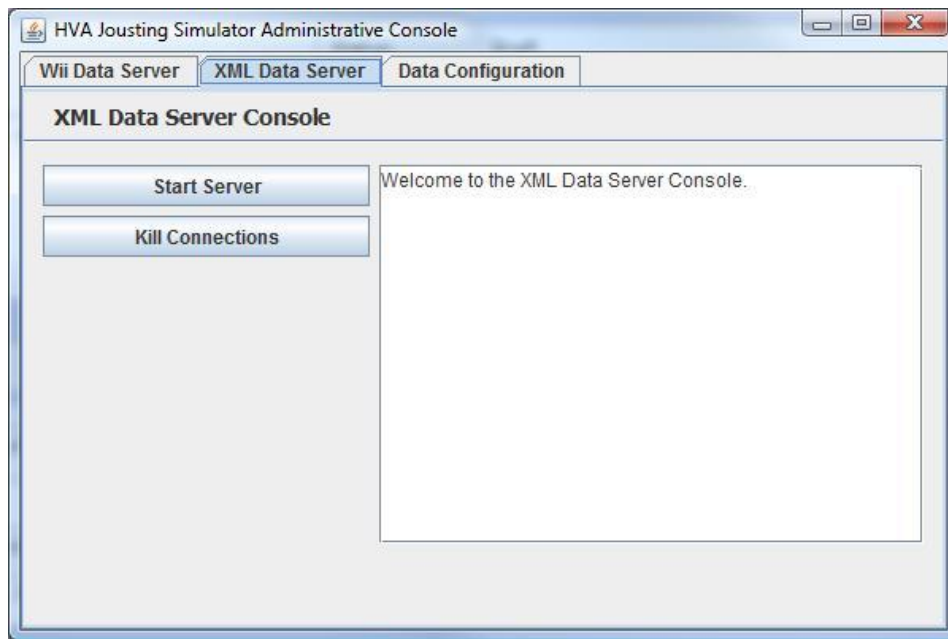 HVA Jousting Simulator Administrative Console
Wii Data Server XML Data Server Data Configuration
XML Data Server Console
Start Server
Welcome to the XML Data Server Console.
Kill Connections